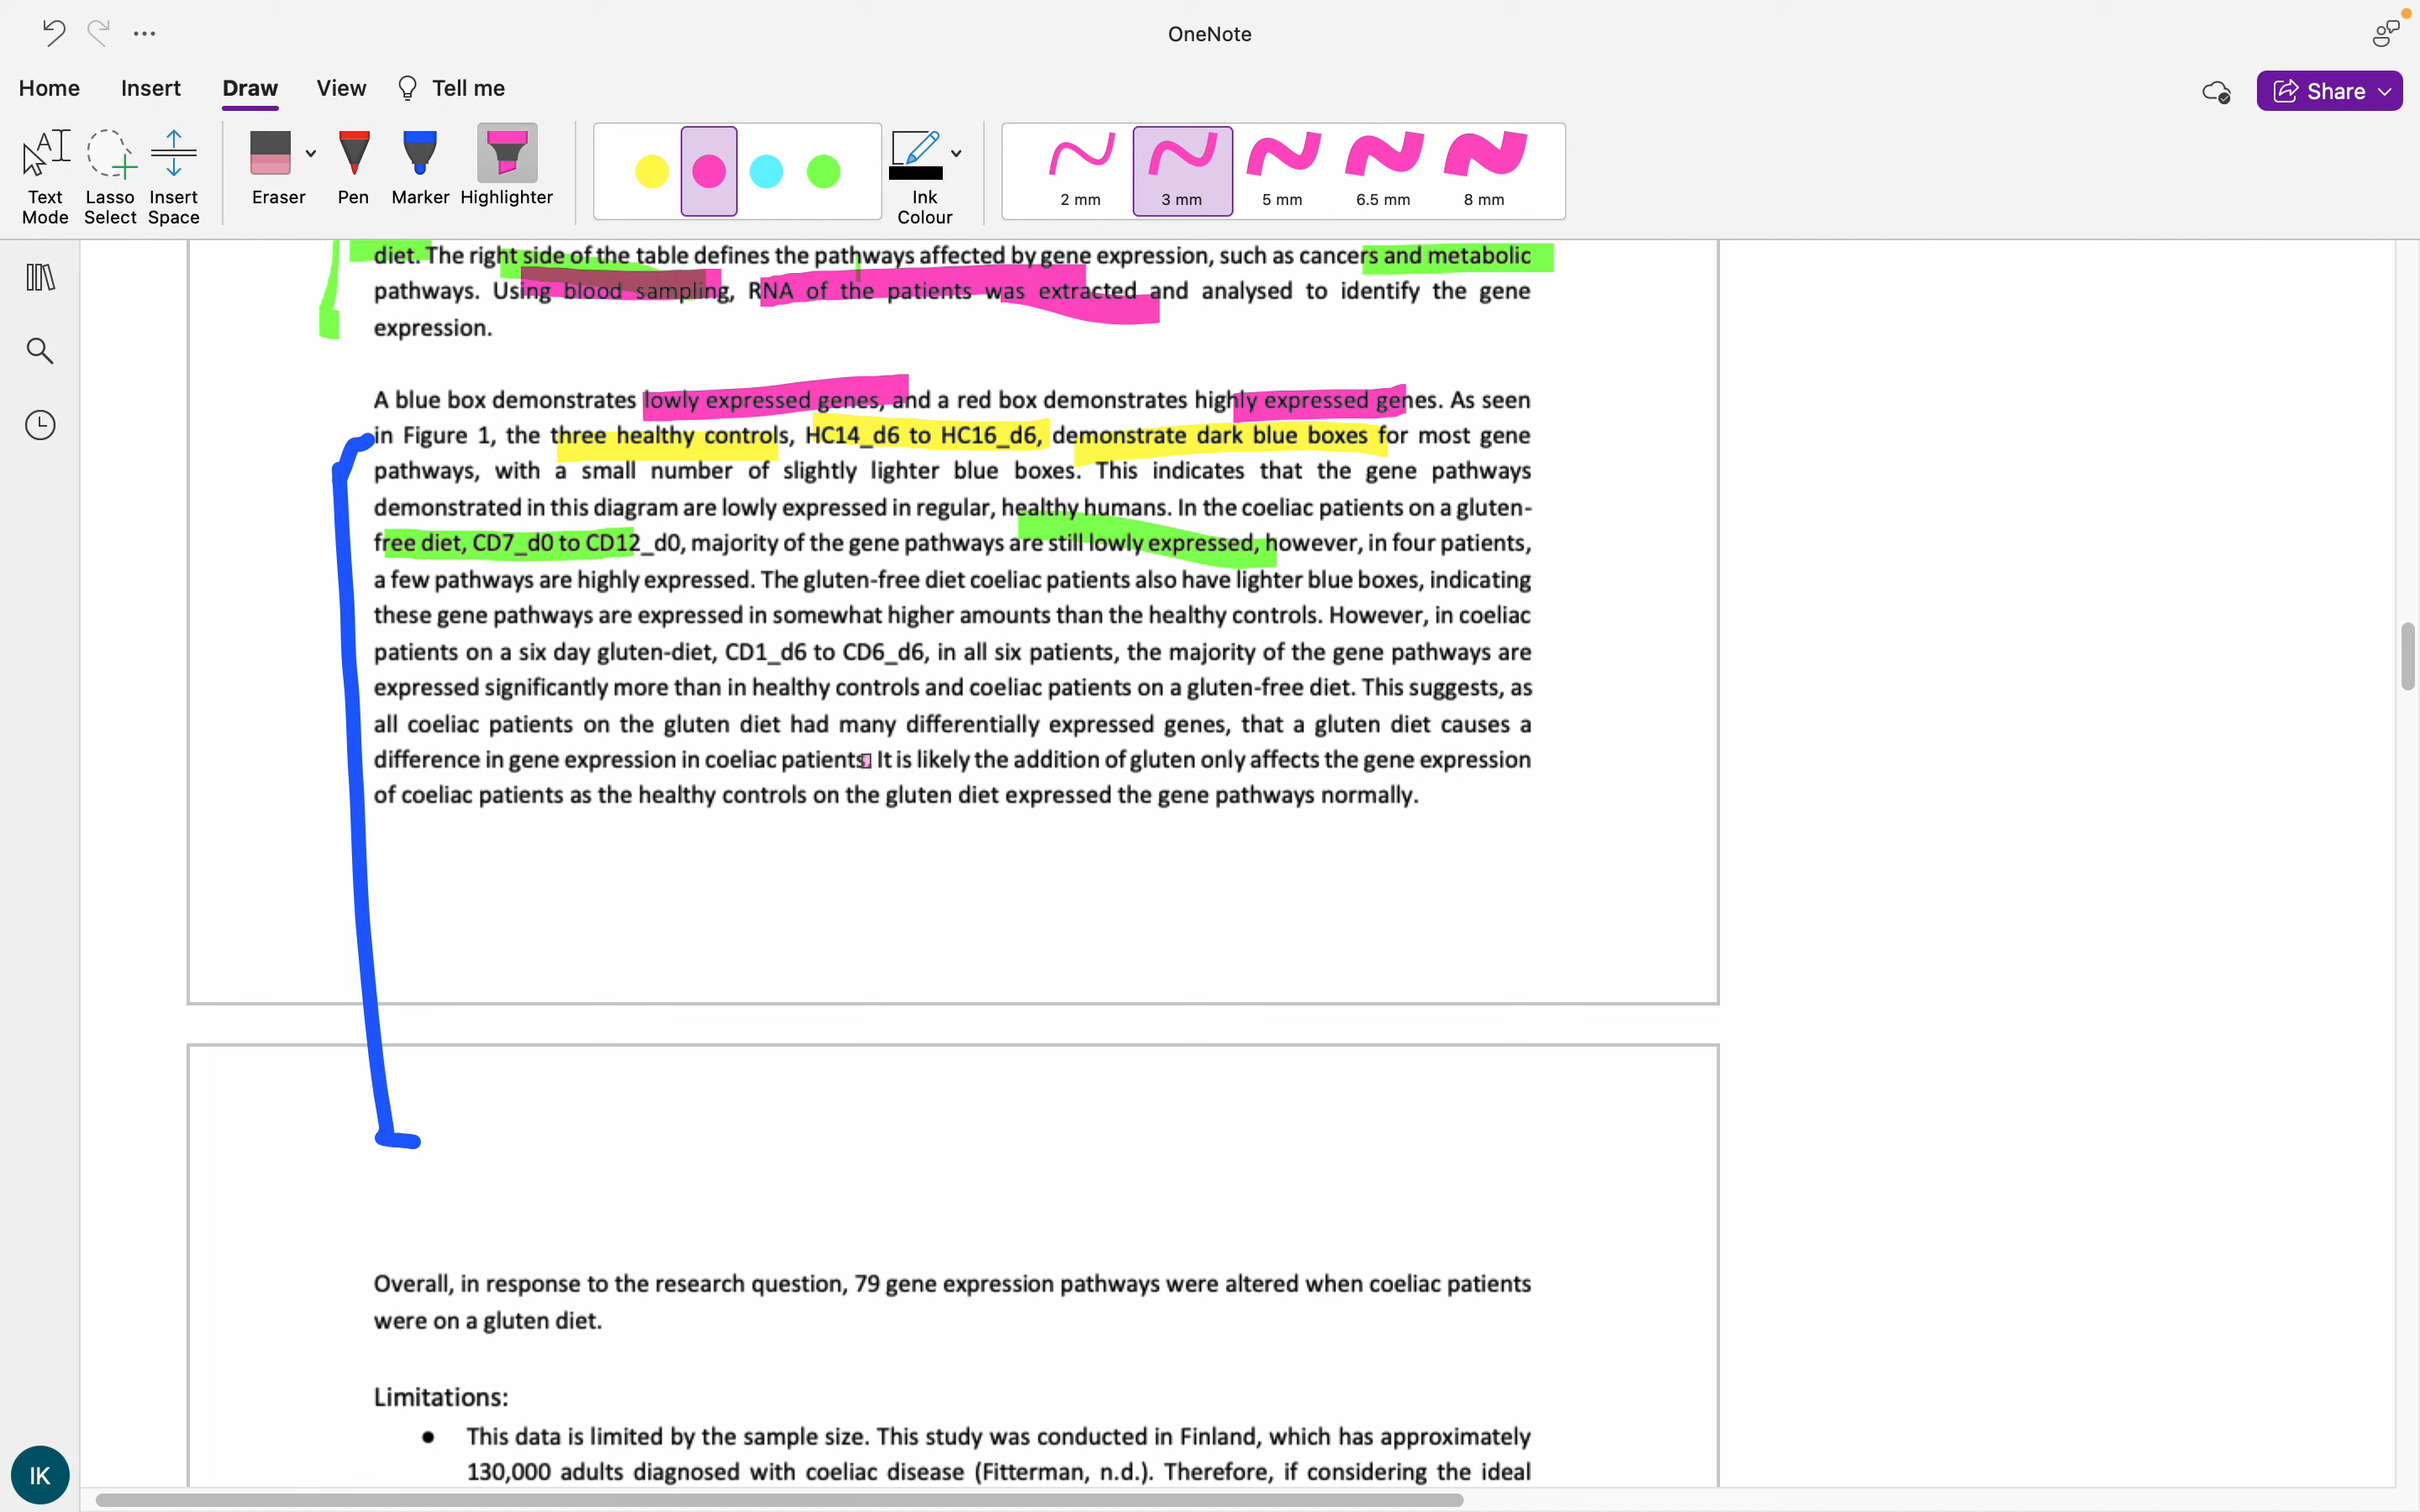 OneNote
Home Insert Draw View Tell me
Share
Text Mode
Lasso Select
Insert Space
Eraser
Pen
Marker
Highlighter
Ink Colour
2 mm
3 mm
5 mm
6.5 mm
8 mm
diet. The right side of the table defines the pathways affected by gene expression, such as cancers and metabolic
pathways. Using blood sampling, RNA of the patients was extracted and analysed to identify the gene
expression.
A blue box demonstrates lowly expressed genes, and a red box demonstrates highly expressed genes. As seen
in Figure 1, the three healthy controls, HC14_d6 to HC16_d6, demonstrate dark blue boxes for most gene
pathways, with a small number of slightly lighter blue boxes. This indicates that the gene pathways
demonstrated in this diagram are lowly expressed in regular, healthy humans. In the coeliac patients on a gluten-
free diet, CD7_d0 to CD12_d0, majority of the gene pathways are still lowly expressed, however, in four patients,
a few pathways are highly expressed. The gluten-free diet coeliac patients also have lighter blue boxes, indicating
these gene pathways are expressed in somewhat higher amounts than the healthy controls. However, in coeliac
patients on a six day gluten-diet, CD1_d6 to CD6_d6, in all six patients, the majority of the gene pathways are
expressed significantly more than in healthy controls and coeliac patients on a gluten-free diet. This suggests, as
all coeliac patients on the gluten diet had many differentially expressed genes, that a gluten diet causes a
difference in gene expression in coeliac patients. It is likely the addition of gluten only affects the gene expression
of coeliac patients as the healthy controls on the gluten diet expressed the gene pathways normally.
Overall, in response to the research question, 79 gene expression pathways were altered when coeliac patients
were on a gluten diet.
Limitations:
● This data is limited by the sample size. This study was conducted in Finland, which has approximately
130,000 adults diagnosed with coeliac disease (Fitterman, n.d.). Therefore, if considering the ideal
IK